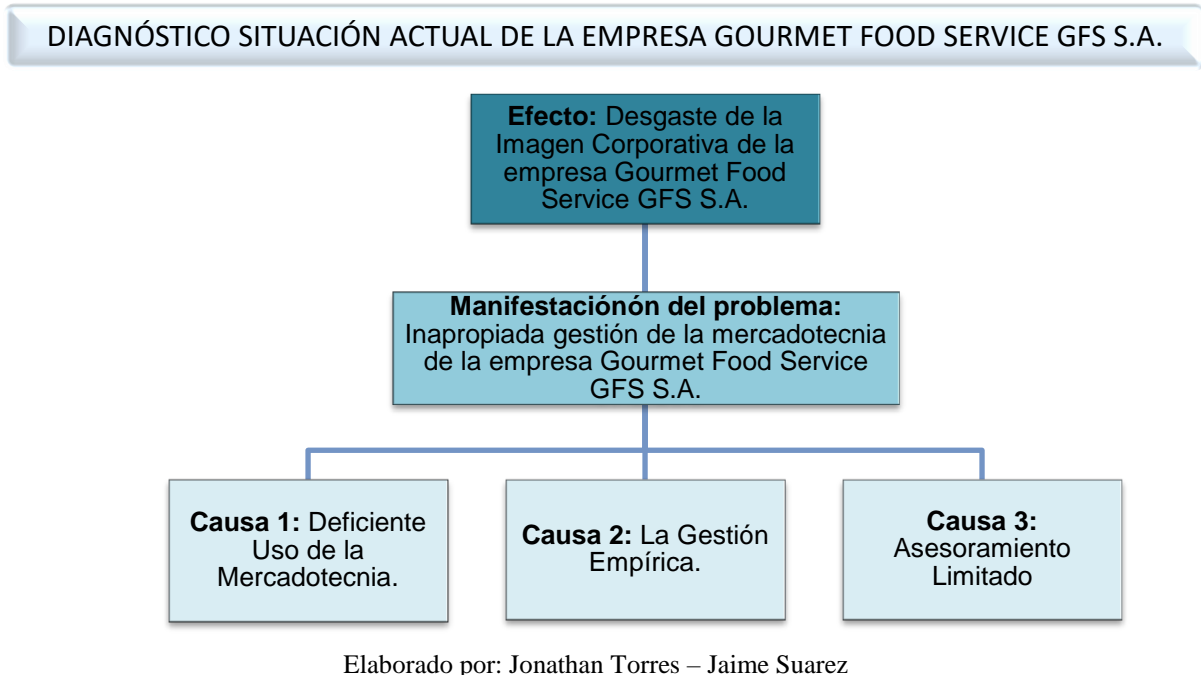 DIAGNÓSTICO SITUACIÓN ACTUAL DE LA EMPRESA GOURMET FOOD SERVICE GFS S.A.
Efecto: Desgaste de la
Imagen Corporativa de la
empresa Gourmet Food
Service GFS S.A.
Manifestaciónón del problema:
Inapropiada gestión de la mercadotecnia
de la empresa Gourmet Food Service
GFS S.A.
Causa 1: Deficiente
Uso de la
Mercadotecnia.
Causa 2: La Gestión
Empírica.
Causa 3:
Asesoramiento
Limitado
Elaborado por: Jonathan Torres – Jaime Suarez